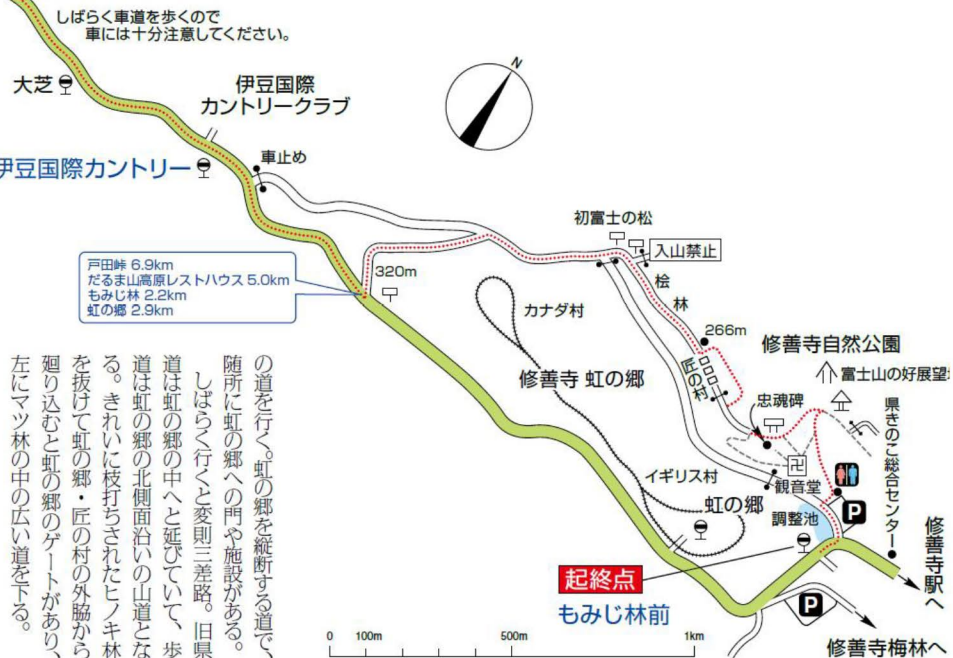 しばらく車道を歩くので
車には十分注意してください。
大芝
伊豆国際
カントリークラブ
N
伊豆国際カントリー
車止め
初富士の松
入山禁止
桧
林
320m
戸田峠 6.9km
だるま山高原レストハウス 5.0km
もみじ林 2.2km
虹の郷 2.9km
カナダ村
266m
修善寺自然公園
富士山の好展望地
修善寺 虹の郷
匠の村
忠魂碑
県きのこ総合センター
イギリス村
卍
観音堂
虹の郷
調整池
P
修善寺駅へ
起終点
もみじ林前
P
修善寺梅林へ
0 100m 500m 1km
の道を行く。虹の郷を縦断する道で、
随所に虹の郷への門や施設がある。
しばらく行くと変則三差路。旧県
道は虹の郷の中へと延びていて、歩
道は虹の郷の北側面沿いの山道とな
る。きれいに枝打ちされたヒノキ林
を抜けて虹の郷・匠の村の外脇から
廻り込むと虹の郷のゲートがあり、
左にマツ林の中の広い道を下る。